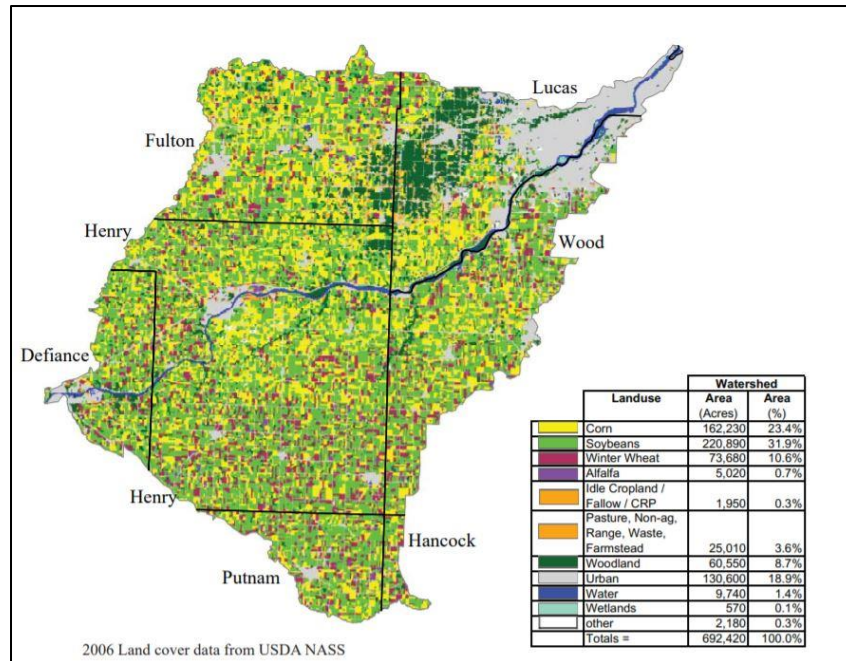 Lucas
Fulton
Henry
Wood
Defiance
Henry
Hancock
Putnam
Watershed
Landuse Area (Acres) Area (%)
Corn 162,230 23.4%
Soybeans 220,890 31.9%
Winter Wheat 73,680 10.6%
Alfalfa 5,020 0.7%
Idle Cropland /
Fallow / CRP 1,950 0.3%
Pasture, Non-ag,
Range, Waste,
Farmstead 25,010 3.6%
Woodland 60,550 8.7%
Urban 130,600 18.9%
Water 9,740 1.4%
Wetlands 570 0.1%
other 2,180 0.3%
Totals = 692,420 100.0%
2006 Land cover data from USDA NASS